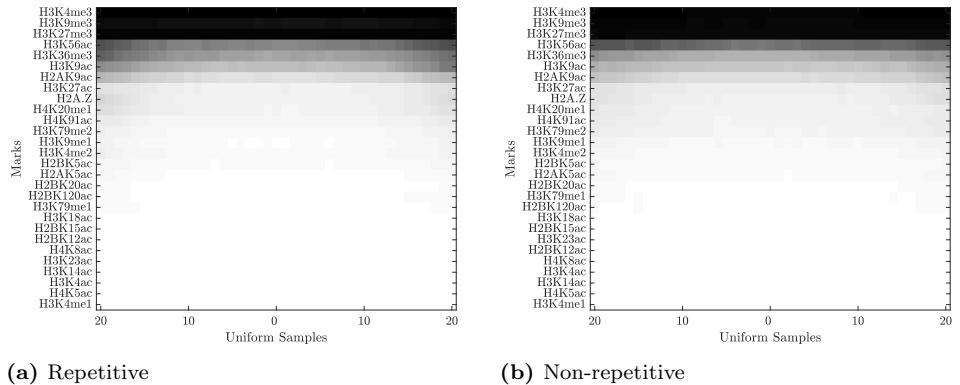 H3K4me3
H3K9me3
H3K27me3
H3K56ac
H3K36me3
H3K9ac
H2AK9ac
H3K27ac
H2A.Z
H4K20me1
H4K91ac
H3K79me2
H3K9me1
H3K4me2
H2BK5ac
H2AK5ac
H2BK20ac
H2BK120ac
H3K79me1
H3K18ac
H2BK15ac
H2BK12ac
H4K8ac
H3K23ac
H3K14ac
H3K4ac
H4K5ac
H3K4me1
Marks
20 10 0 10 20
Uniform Samples
(a) Repetitive
H3K4me3
H3K9me3
H3K27me3
H3K56ac
H3K36me3
H3K9ac
H2AK9ac
H3K27ac
H2A.Z
H4K20me1
H4K91ac
H3K79me2
H3K9me1
H3K4me2
H2BK5ac
H2AK5ac
H2BK20ac
H3K79me1
H2BK120ac
H3K18ac
H2BK15ac
H3K23ac
H2BK12ac
H4K8ac
H3K4ac
H3K14ac
H4K5ac
H3K4me1
Marks
20 10 0 10 20
Uniform Samples
(b) Non-repetitive